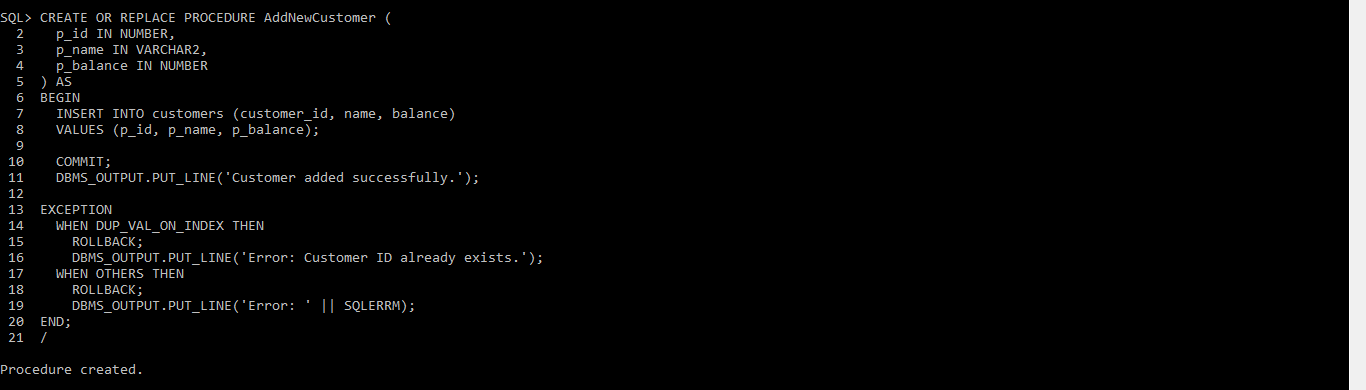 SQL> CREATE OR REPLACE PROCEDURE AddNewCustomer (
  2    p_id IN NUMBER,
  3    p_name IN VARCHAR2,
  4    p_balance IN NUMBER
  5  ) AS
  6  BEGIN
  7    INSERT INTO customers (customer_id, name, balance)
  8    VALUES (p_id, p_name, p_balance);
  9
 10    COMMIT;
 11    DBMS_OUTPUT.PUT_LINE('Customer added successfully.');
 12
 13  EXCEPTION
 14    WHEN DUP_VAL_ON_INDEX THEN
 15      ROLLBACK;
 16      DBMS_OUTPUT.PUT_LINE('Error: Customer ID already exists.');
 17    WHEN OTHERS THEN
 18      ROLLBACK;
 19      DBMS_OUTPUT.PUT_LINE('Error: ' || SQLERRM);
 20  END;
 21  /
Procedure created.